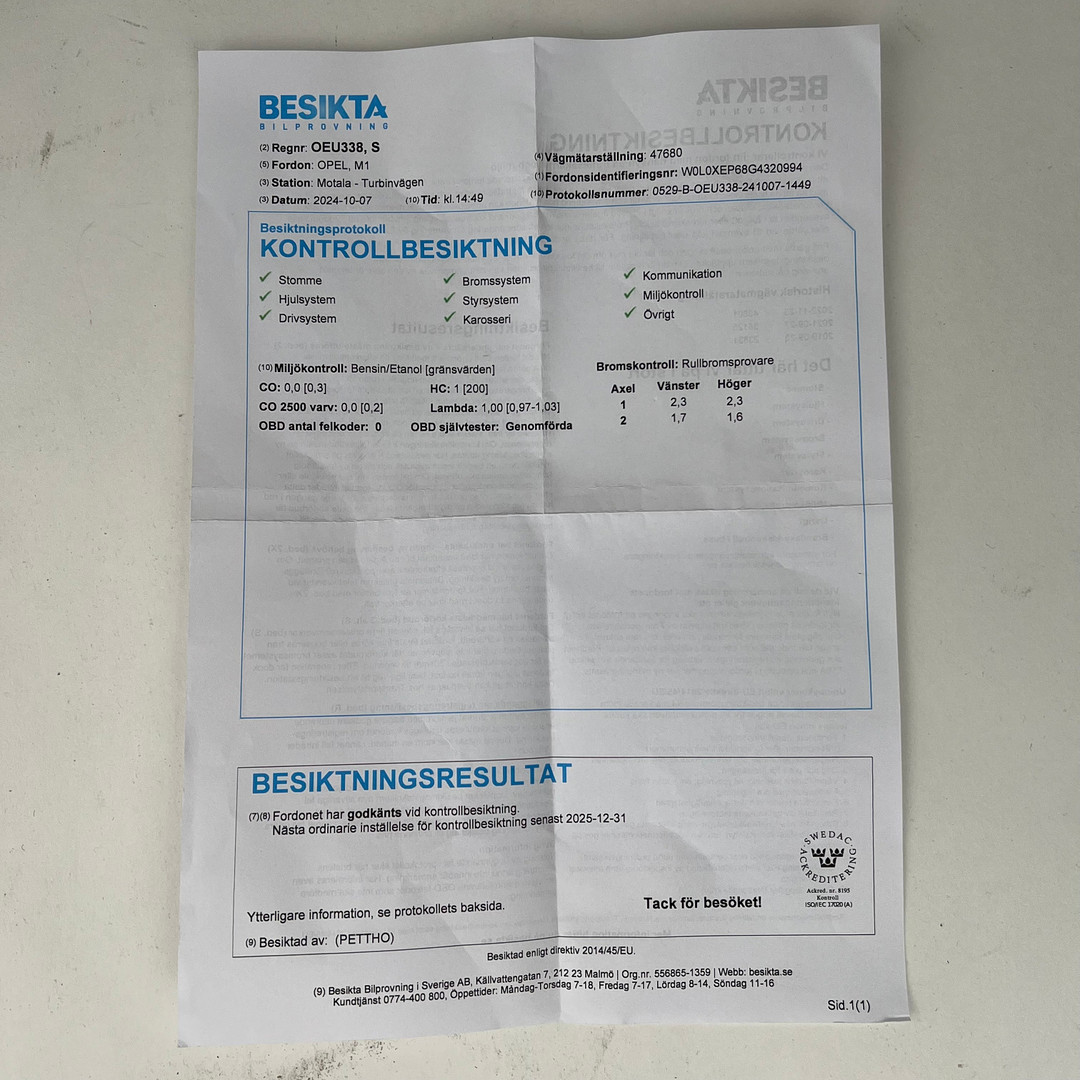 BESIKTA
BILPROVNING
(2) Regnr: OEU338, S
(5) Fordon: OPEL, M1
(3) Station: Motala - Turbinvägen
(3) Datum: 2024-10-07 (10) Tid: kl.14:49
(4) Vägmätarställning: 47680
(1) Fordonsidentifieringsnr: W0L0XEP68G4320994
(10) Protokollsnummer: 0529-B-OEU338-241007-1449
Besiktningsprotokoll
KONTROLLBESIKTNING
✓ Stomme ✓ Bromssystem ✓ Kommunikation
✓ Hjulsystem ✓ Styrsystem ✓ Miljökontroll
✓ Drivsystem ✓ Karosseri ✓ Övrigt
(10) Miljökontroll: Bensin/Etanol [gränsvärden]
CO: 0,0 [0,3] HC: 1 [200]
CO 2500 varv: 0,0 [0,2] Lambda: 1,00 [0,97-1,03]
OBD antal felkoder: 0 OBD självtester: Genomförda
Bromskontroll: Rullbromsprovare
Axel Vänster Höger
1 2,3 2,3
2 1,7 1,6
BESIKTNINGSRESULTAT
(7)(8) Fordonet har godkänts vid kontrollbesiktning.
Nästa ordinarie inställelse för kontrollbesiktning senast 2025-12-31
SWEDAC ACKREDITERING
Ackred. nr. 8195
Kontroll
ISO/IEC 17020 (A)
Ytterligare information, se protokollets baksida.
Tack för besöket!
(9) Besiktad av: (PETTHO)
Besiktad enligt direktiv 2014/45/EU.
(9) Besikta Bilprovning i Sverige AB, Källvattengatan 7, 212 23 Malmö | Org.nr. 556865-1359 | Webb: besikta.se
Kundtjänst 0774-400 800, Öppettider: Måndag-Torsdag 7-18, Fredag 7-17, Lördag 8-14, Söndag 11-16
Sid.1(1)